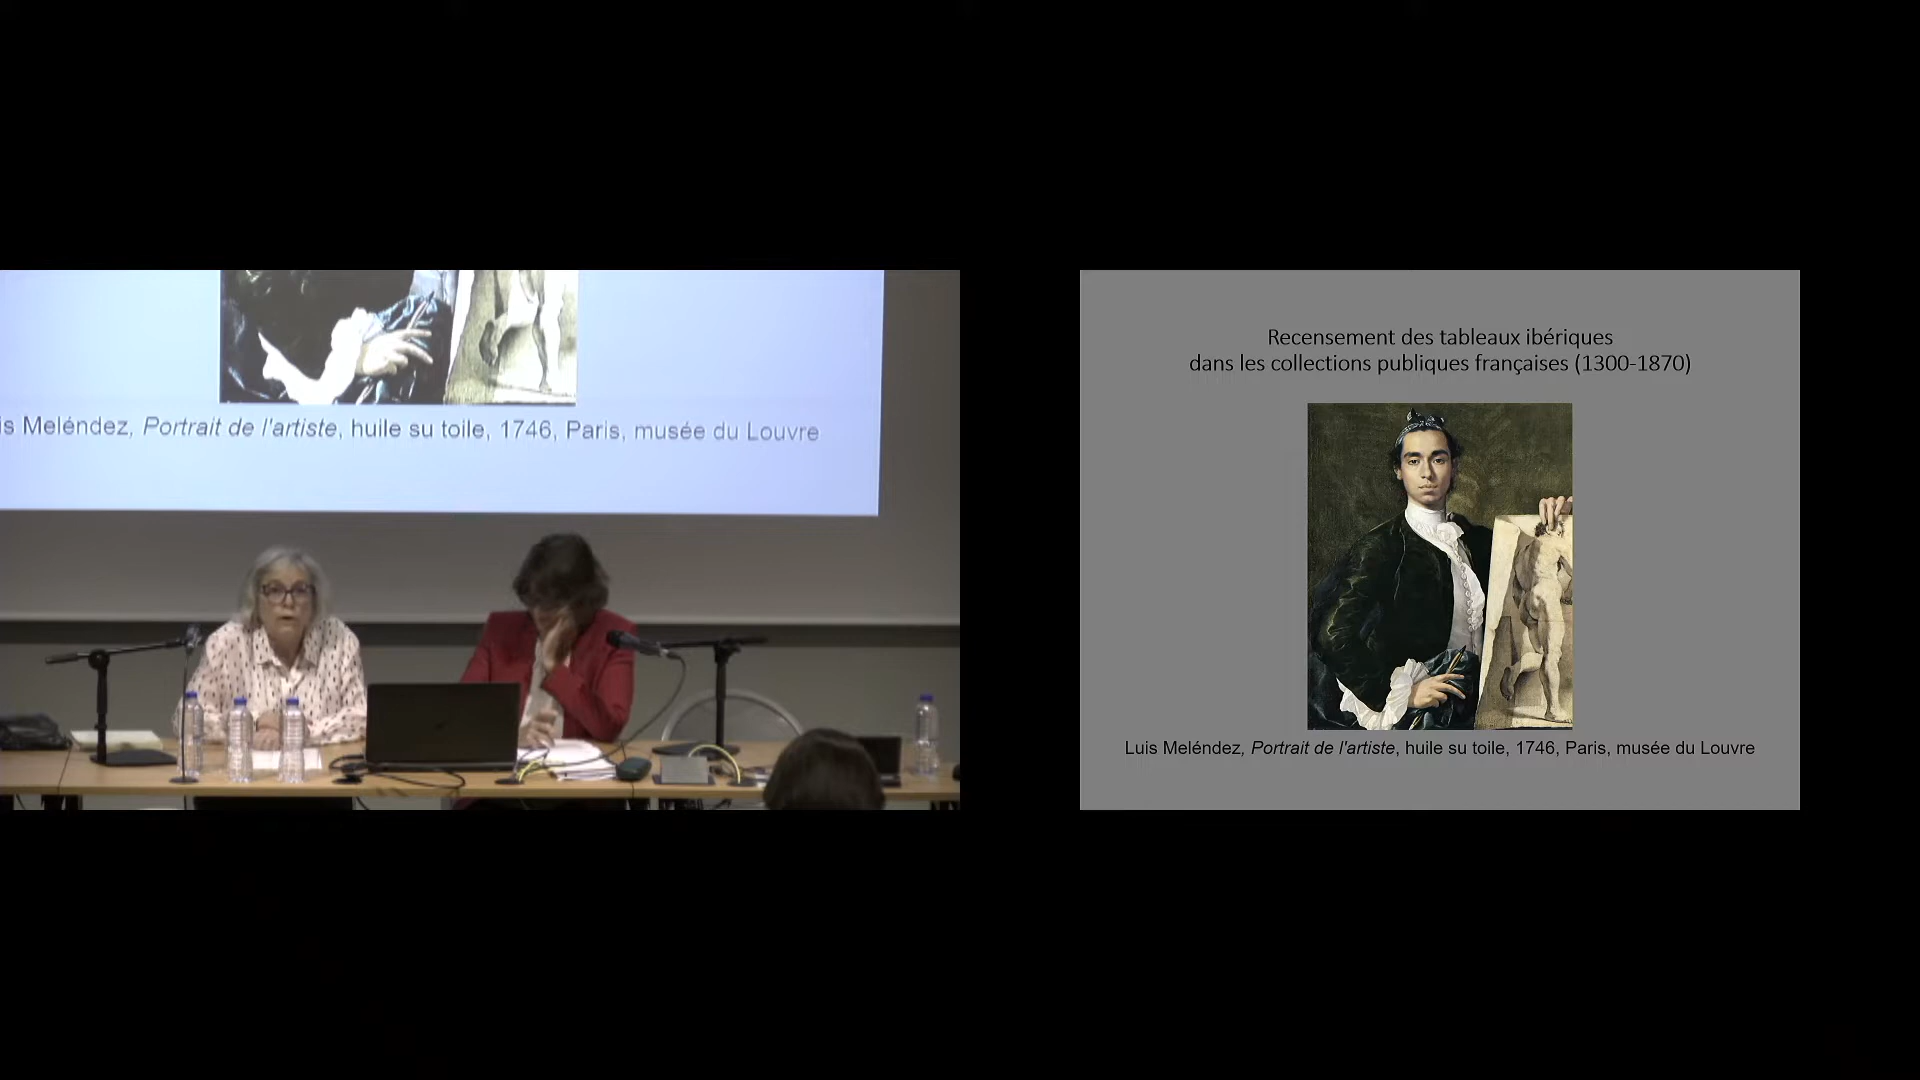 is Meléndez, Portrait de l'artiste, huile su toile, 1746, Paris, musée du Louvre
Recensement des tableaux ibériques
dans les collections publiques françaises (1300-1870)
Luis Meléndez, Portrait de l'artiste, huile su toile, 1746, Paris, musée du Louvre